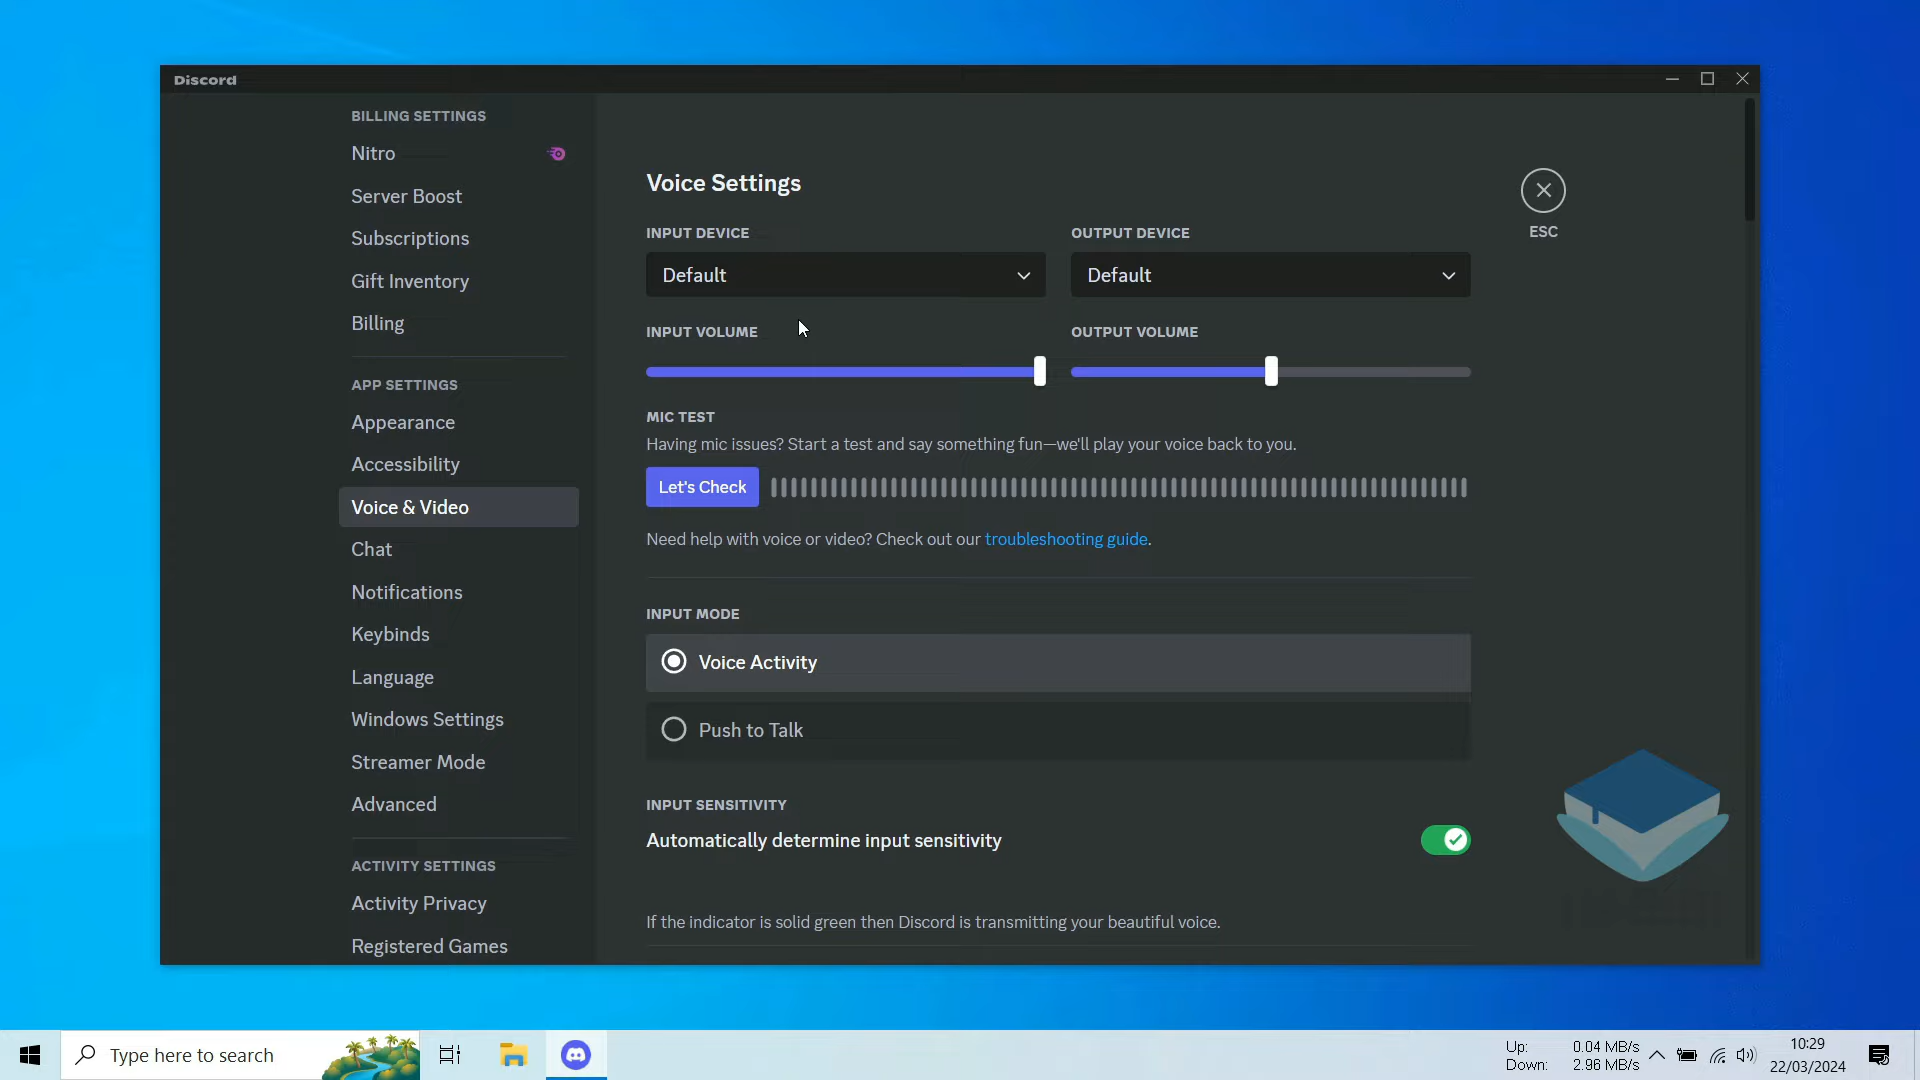 Discord
BILLING SETTINGS
Nitro
Server Boost
Subscriptions
Gift Inventory
Billing
APP SETTINGS
Appearance
Accessibility
Voice & Video
Chat
Notifications
Keybinds
Language
Windows Settings
Streamer Mode
Advanced
ACTIVITY SETTINGS
Activity Privacy
Registered Games
Voice Settings
ESC
INPUT DEVICE
Default
OUTPUT DEVICE
Default
INPUT VOLUME
OUTPUT VOLUME
MIC TEST
Having mic issues? Start a test and say something fun—we'll play your voice back to you.
Let's Check
Need help with voice or video? Check out our troubleshooting guide.
INPUT MODE
Voice Activity
Push to Talk
INPUT SENSITIVITY
Automatically determine input sensitivity
If the indicator is solid green then Discord is transmitting your beautiful voice.
Type here to search
Up: 0.04 MB/s
Down: 2.96 MB/s
10:29
22/03/2024